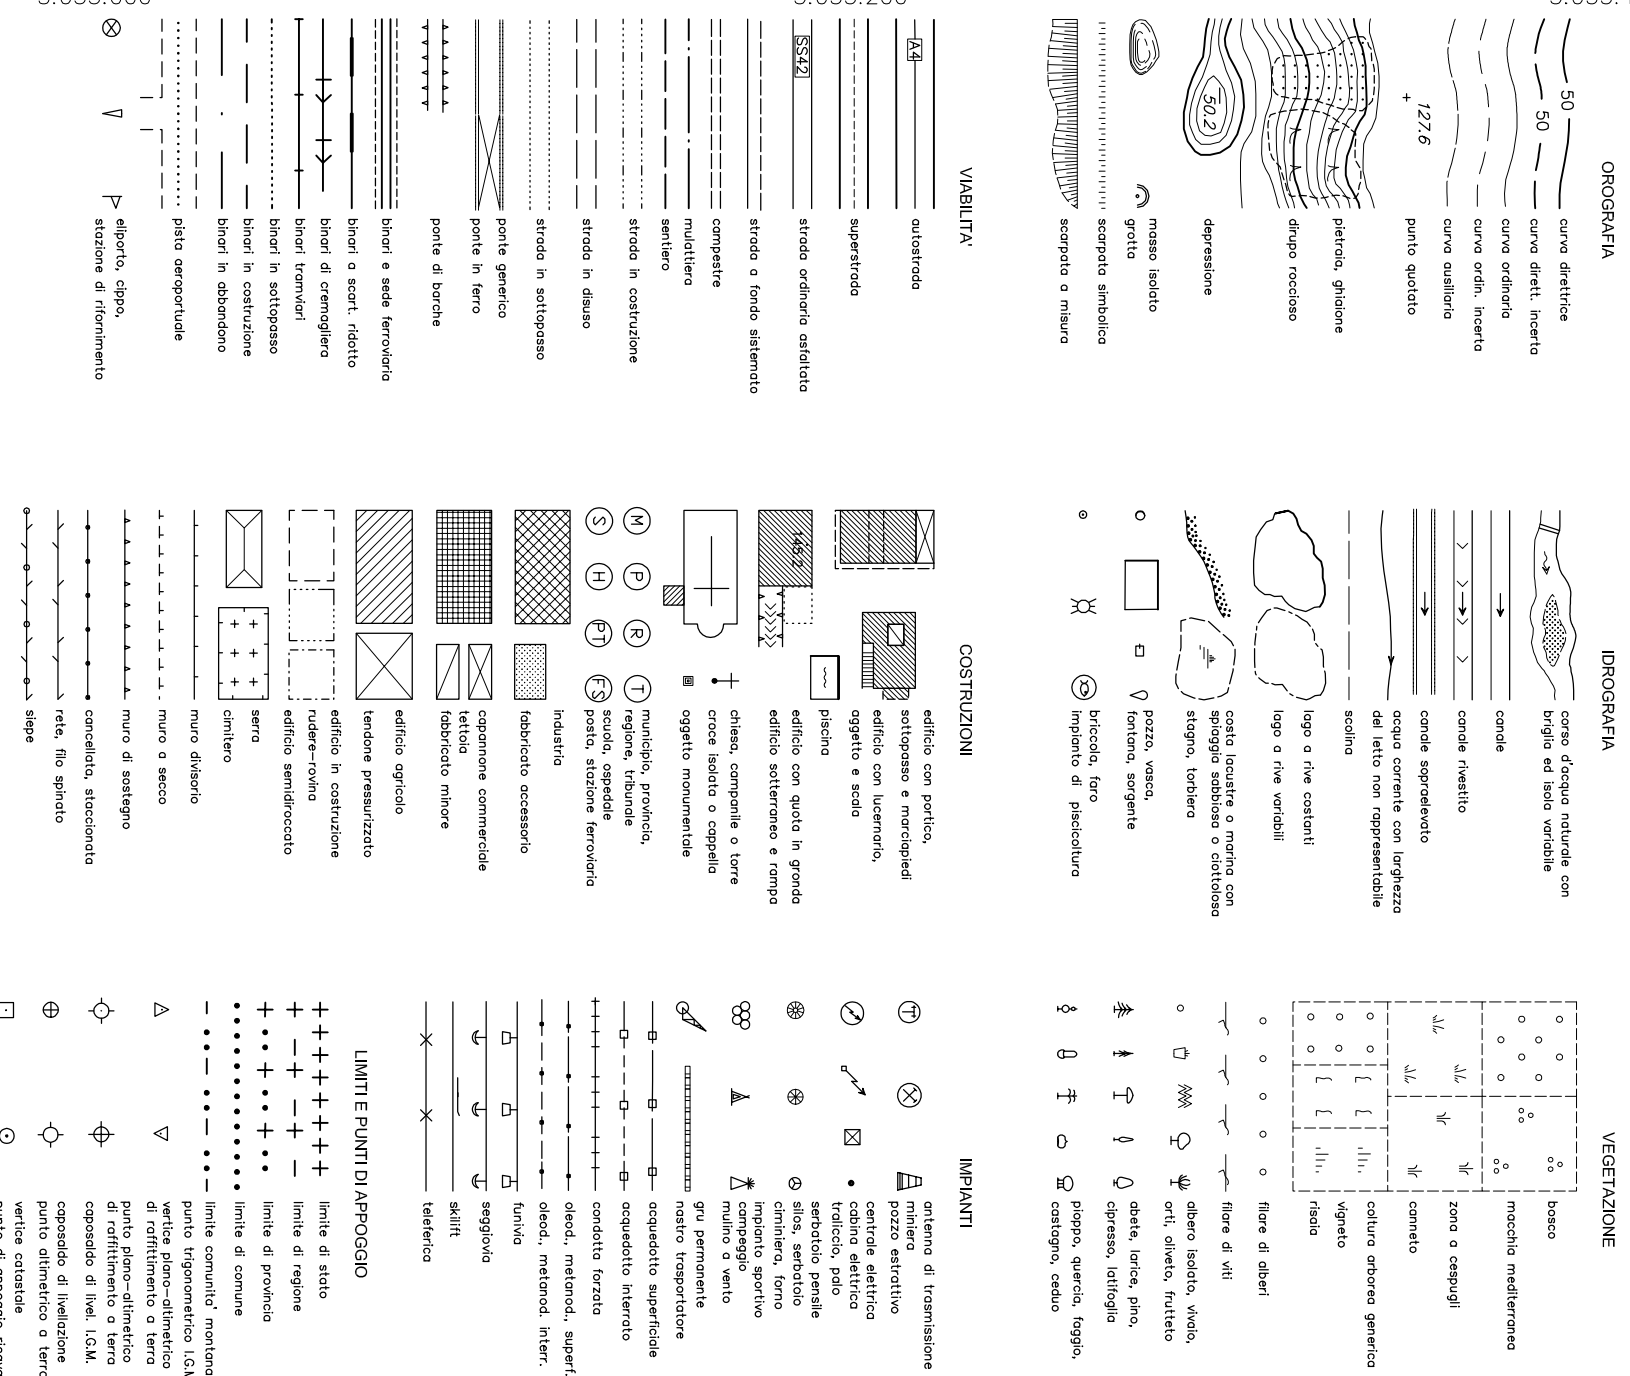 OROGRAFIA
50
50
curva direttrice
curva dirett. incerta
curva ordinaria
curva ordin. incerta
curva ausiliaria
127.6
punto quotato
pietraia, ghiaione
dirupo roccioso
50.2
depressione
masso isolato
grotta
scarpata simbolica
scarpata a misura
IDROGRAFIA
corso d'acqua naturale con
briglia ed isola variabile
canale
canale rivestito
canale sopraelevato
acqua corrente con larghezza
del letto non rappresentabile
scolina
lago a rive costanti
lago a rive variabili
costa lacustre o marina con
spiaggia sabbiosa o ciottolosa
stagno, torbiera
pozzo, vasca,
fontana, sorgente
briccola, faro
impianto di piscicoltura
VEGETAZIONE
bosco
macchia mediterranea
zona a cespugli
canneto
coltura arborea generica
vigneto
risaia
filare di alberi
filare di viti
albero isolato, vivaio,
orti, oliveto, frutteto
abete, larice, pino,
cipresso, latifoglia
pioppo, quercia, faggio,
castagno, ceduo
VIABILITA'
A4
autostrada
superstrada
SS42
strada ordinaria asfaltata
strada a fondo sistemato
campestre
mulattiera
sentiero
strada in costruzione
strada in disuso
strada in sottopasso
ponte generico
ponte in ferro
ponte di barche
binari e sede ferroviaria
binari a scart. ridotto
binari di cremagliera
binari tramviari
binari in sottopasso
binari in costruzione
binari in abbandono
pista aeroportuale
eliporto, cippo,
stazione di rifornimento
COSTRUZIONI
edificio con portico,
sottopasso e marciapiedi
edificio con lucernario,
aggetto e scala
piscina
145.2
edificio con quota in gronda
edificio sotterraneo e rampa
chiesa, campanile o torre
croce isolata o cappella
oggetto monumentale
M P R T
municipio, provincia,
regione, tribunale
S H PT FS
scuola, ospedale
posta, stazione ferroviaria
industria
fabbricato accessorio
capannone commerciale
tettoia
fabbricato minore
edificio agricolo
tendone pressurizzato
edificio in costruzione
rudere-rovina
edificio semidiroccato
serra
cimitero
muro divisorio
muro a secco
muro di sostegno
cancellata, staccionata
rete, filo spinato
siepe
IMPIANTI
antenna di trasmissione
miniera
pozzo estrattivo
centrale elettrica
cabina elettrica
traliccio, palo
serbatoio pensile
silos, serbatoio
ciminiera, forno
impianto sportivo
campeggio
mulino a vento
gru permanente
nastro trasportatore
acquedotto superficiale
acquedotto interrato
condotta forzata
oleod., metanod., superf.
oleod., metanod. interr.
funivia
seggiovia
skilift
teleferica
LIMITI E PUNTI DI APPOGGIO
limite di stato
limite di regione
limite di provincia
limite di comune
limite comunita' montana
punto trigonometrico I.G.M.
vertice plano-altimetrico
di raffittimento a terra
punto plano-altimetrico
di raffittimento a terra
caposaldo di livel. I.G.M.
caposaldo di livellazione
punto altimetrico a terra
vertice catastale